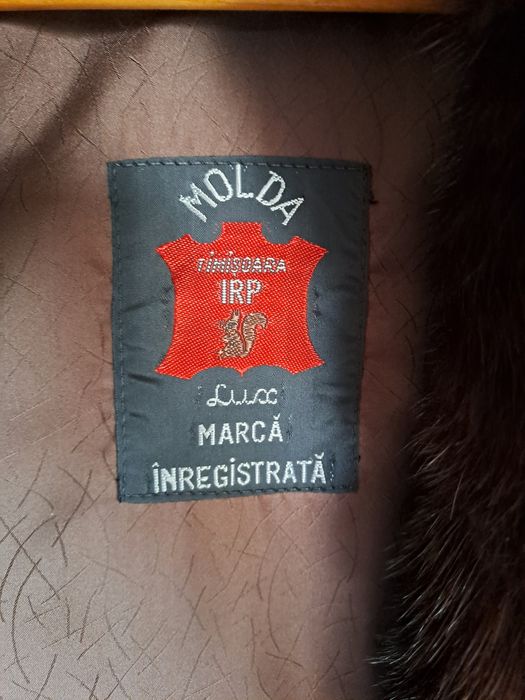 MOLDA
TIMIŞOARA
IRP
Lux
MARCĂ
ÎNREGISTRATĂ